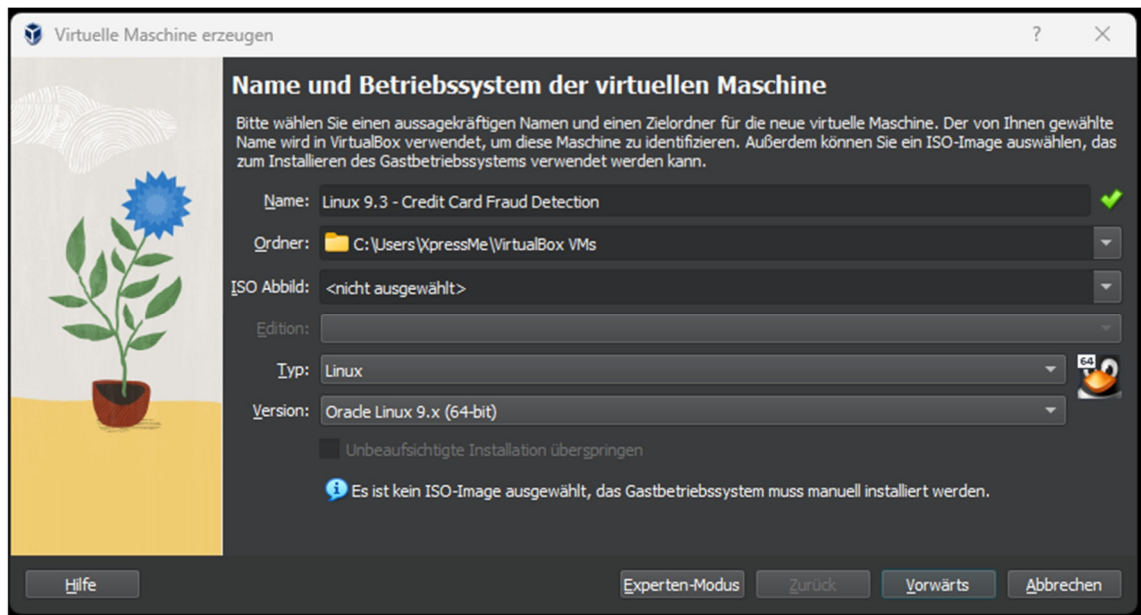 Virtuelle Maschine erzeugen
?
Name und Betriebssystem der virtuellen Maschine
Bitte wählen Sie einen aussagekräftigen Namen und einen Zielordner für die neue virtuelle Maschine. Der von Ihnen gewählte
Name wird in VirtualBox verwendet, um diese Maschine zu identifizieren. Außerdem können Sie ein ISO-Image auswählen, das
zum Installieren des Gastbetriebssystems verwendet werden kann.
Name: Linux 9.3 - Credit Card Fraud Detection
Ordner: C:\Users\XpressMe\VirtualBox VMs
ISO Abbild: <nicht ausgewählt>
Edition:
Typ: Linux
64
Version: Oracle Linux 9.x (64-bit)
Unbeaufsichtigte Installation überspringen
Es ist kein ISO-Image ausgewählt, das Gastbetriebssystem muss manuell installiert werden.
Hilfe Experten-Modus Zurück Vorwärts Abbrechen